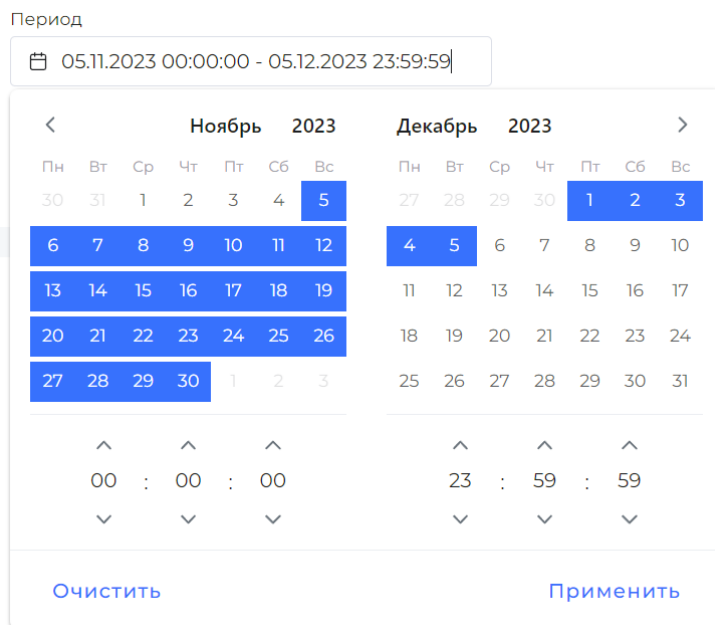 Период
05.11.2023 00:00:00 - 05.12.2023 23:59:59
Ноябрь 2023 Декабрь 2023
Пн Вт Ср Чт Пт Сб Вс Пн Вт Ср Чт Пт Сб Вс
30 31 1 2 3 4 5 27 28 29 30 1 2 3
6 7 8 9 10 11 12 4 5 6 7 8 9 10
13 14 15 16 17 18 19 11 12 13 14 15 16 17
20 21 22 23 24 25 26 18 19 20 21 22 23 24
27 28 29 30 1 2 3 25 26 27 28 29 30 31
00 : 00 : 00 23 : 59 : 59
Очистить Применить